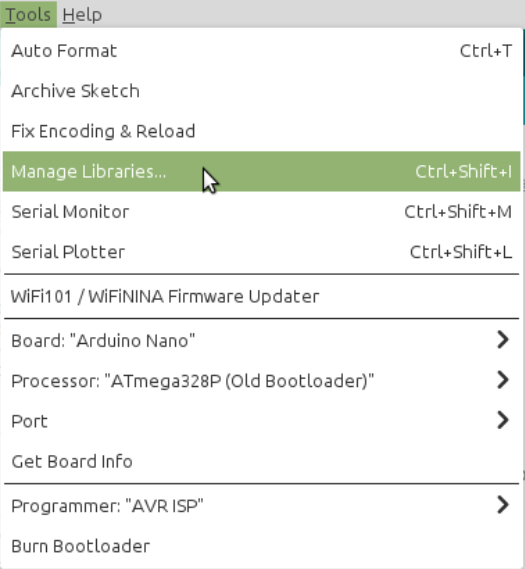 Tools Help
Auto Format Ctrl+T
Archive Sketch
Fix Encoding & Reload
Manage Libraries... Ctrl+Shift+I
Serial Monitor Ctrl+Shift+M
Serial Plotter Ctrl+Shift+L
WiFi101 / WiFiNINA Firmware Updater
Board: "Arduino Nano"
Processor: "ATmega328P (Old Bootloader)"
Port
Get Board Info
Programmer: "AVR ISP"
Burn Bootloader